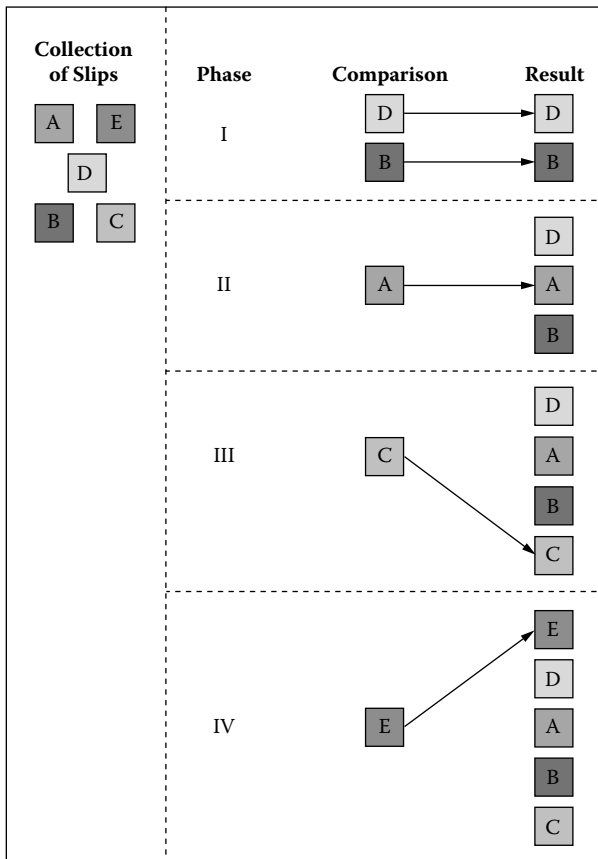 Collection
of Slips
A E
D
B C
Phase Comparison Result
I
D D
B B
II
D
A A
B
III
D
C A
B
C
IV
E
D
E A
B
C